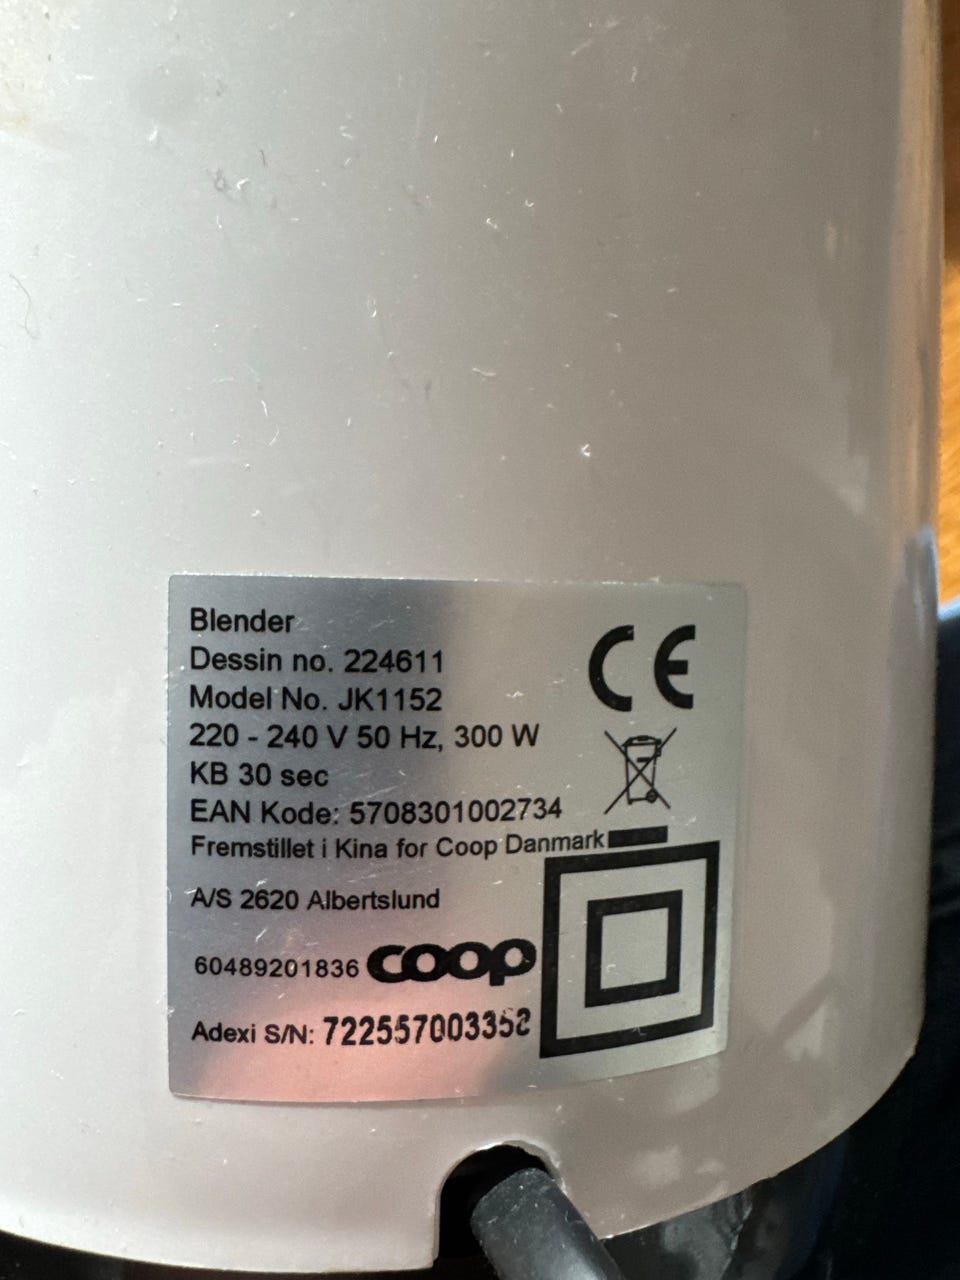 Blender
Dessin no. 224611
Model No. JK1152
220 - 240 V 50 Hz, 300 W
KB 30 sec
EAN Kode: 5708301002734
Fremstillet i Kina for Coop Danmark
A/S 2620 Albertslund
60489201836 coop
Adexi S/N: 722557003352
CE